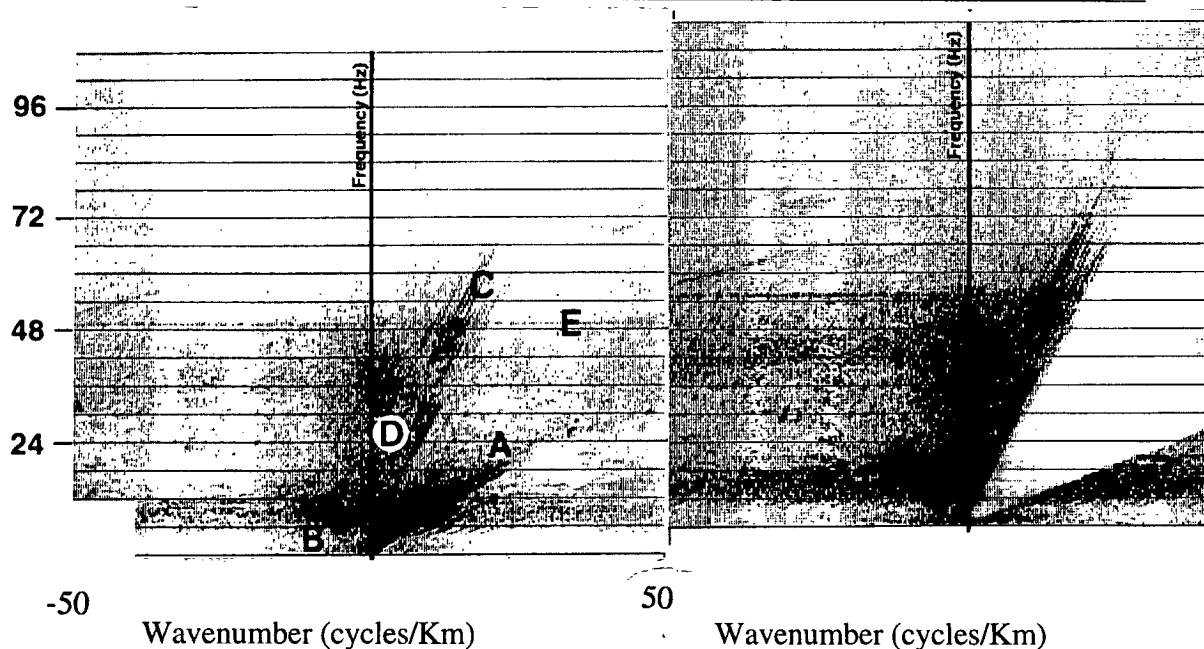 Frequency (Hz)
Frequency (Hz)
96
72
C
48
E
24
D
A
B
-50
50
Wavenumber (cycles/Km)
Wavenumber (cycles/Km)